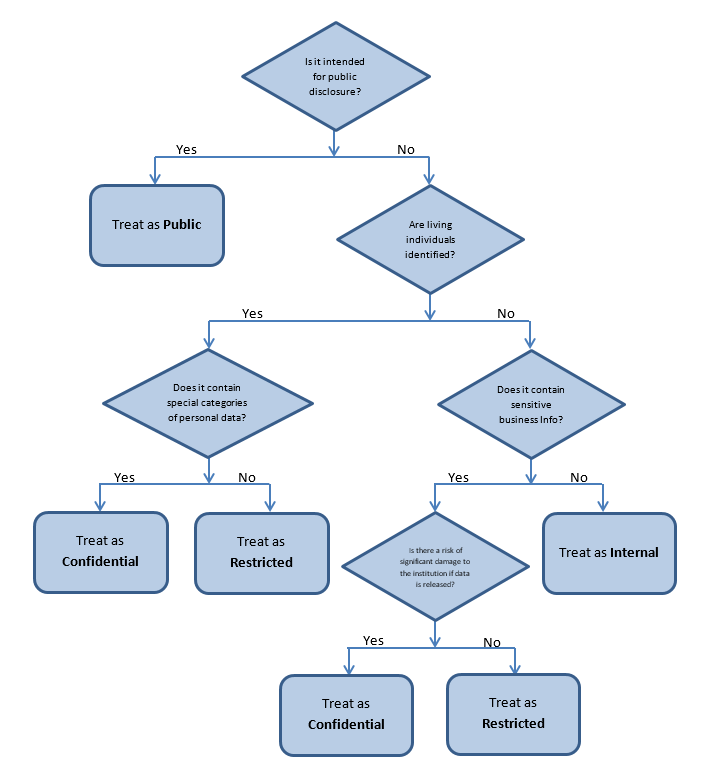 Is it intended
for public
disclosure?
Yes
No
Treat as Public
Are living
individuals
identified?
Yes
No
Does it contain
special categories
of personal data?
Does it contain
sensitive
business Info?
Yes
No
Yes
No
Treat as
Confidential
Treat as
Restricted
Is there a risk of
significant damage to
the institution if data
is released?
Treat as Internal
Yes
No
Treat as
Confidential
Treat as
Restricted